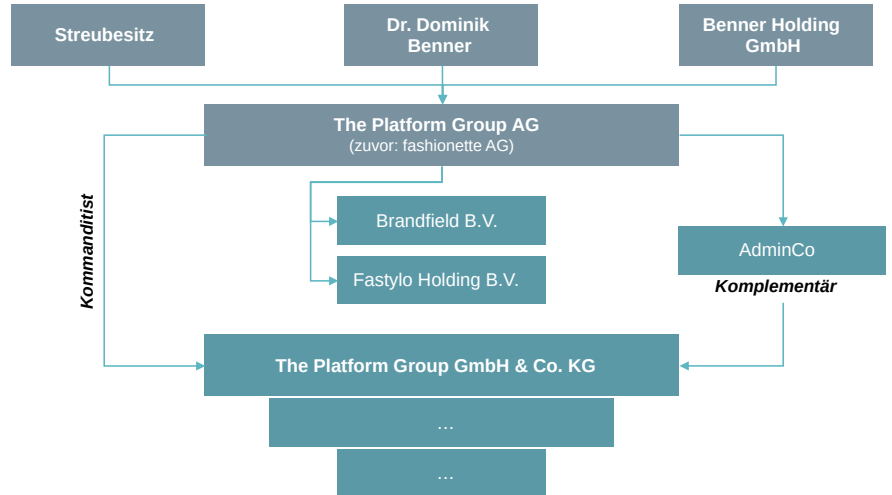 Streubesitz
Dr. Dominik
Benner
Benner Holding
GmbH
The Platform Group AG
(zuvor: fashionette AG)
Kommanditist
Brandfield B.V.
AdminCo
Fastylo Holding B.V.
Komplementär
The Platform Group GmbH & Co. KG
...
...